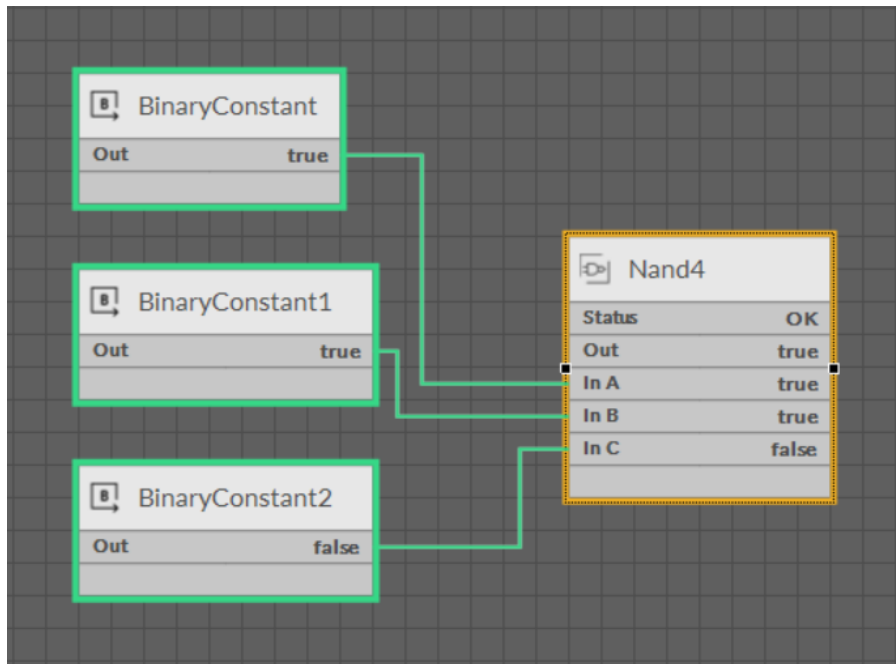 B BinaryConstant
Out true
B BinaryConstant1
Out true
B BinaryConstant2
Out false
Nand4
Status OK
Out true
In A true
In B true
In C false